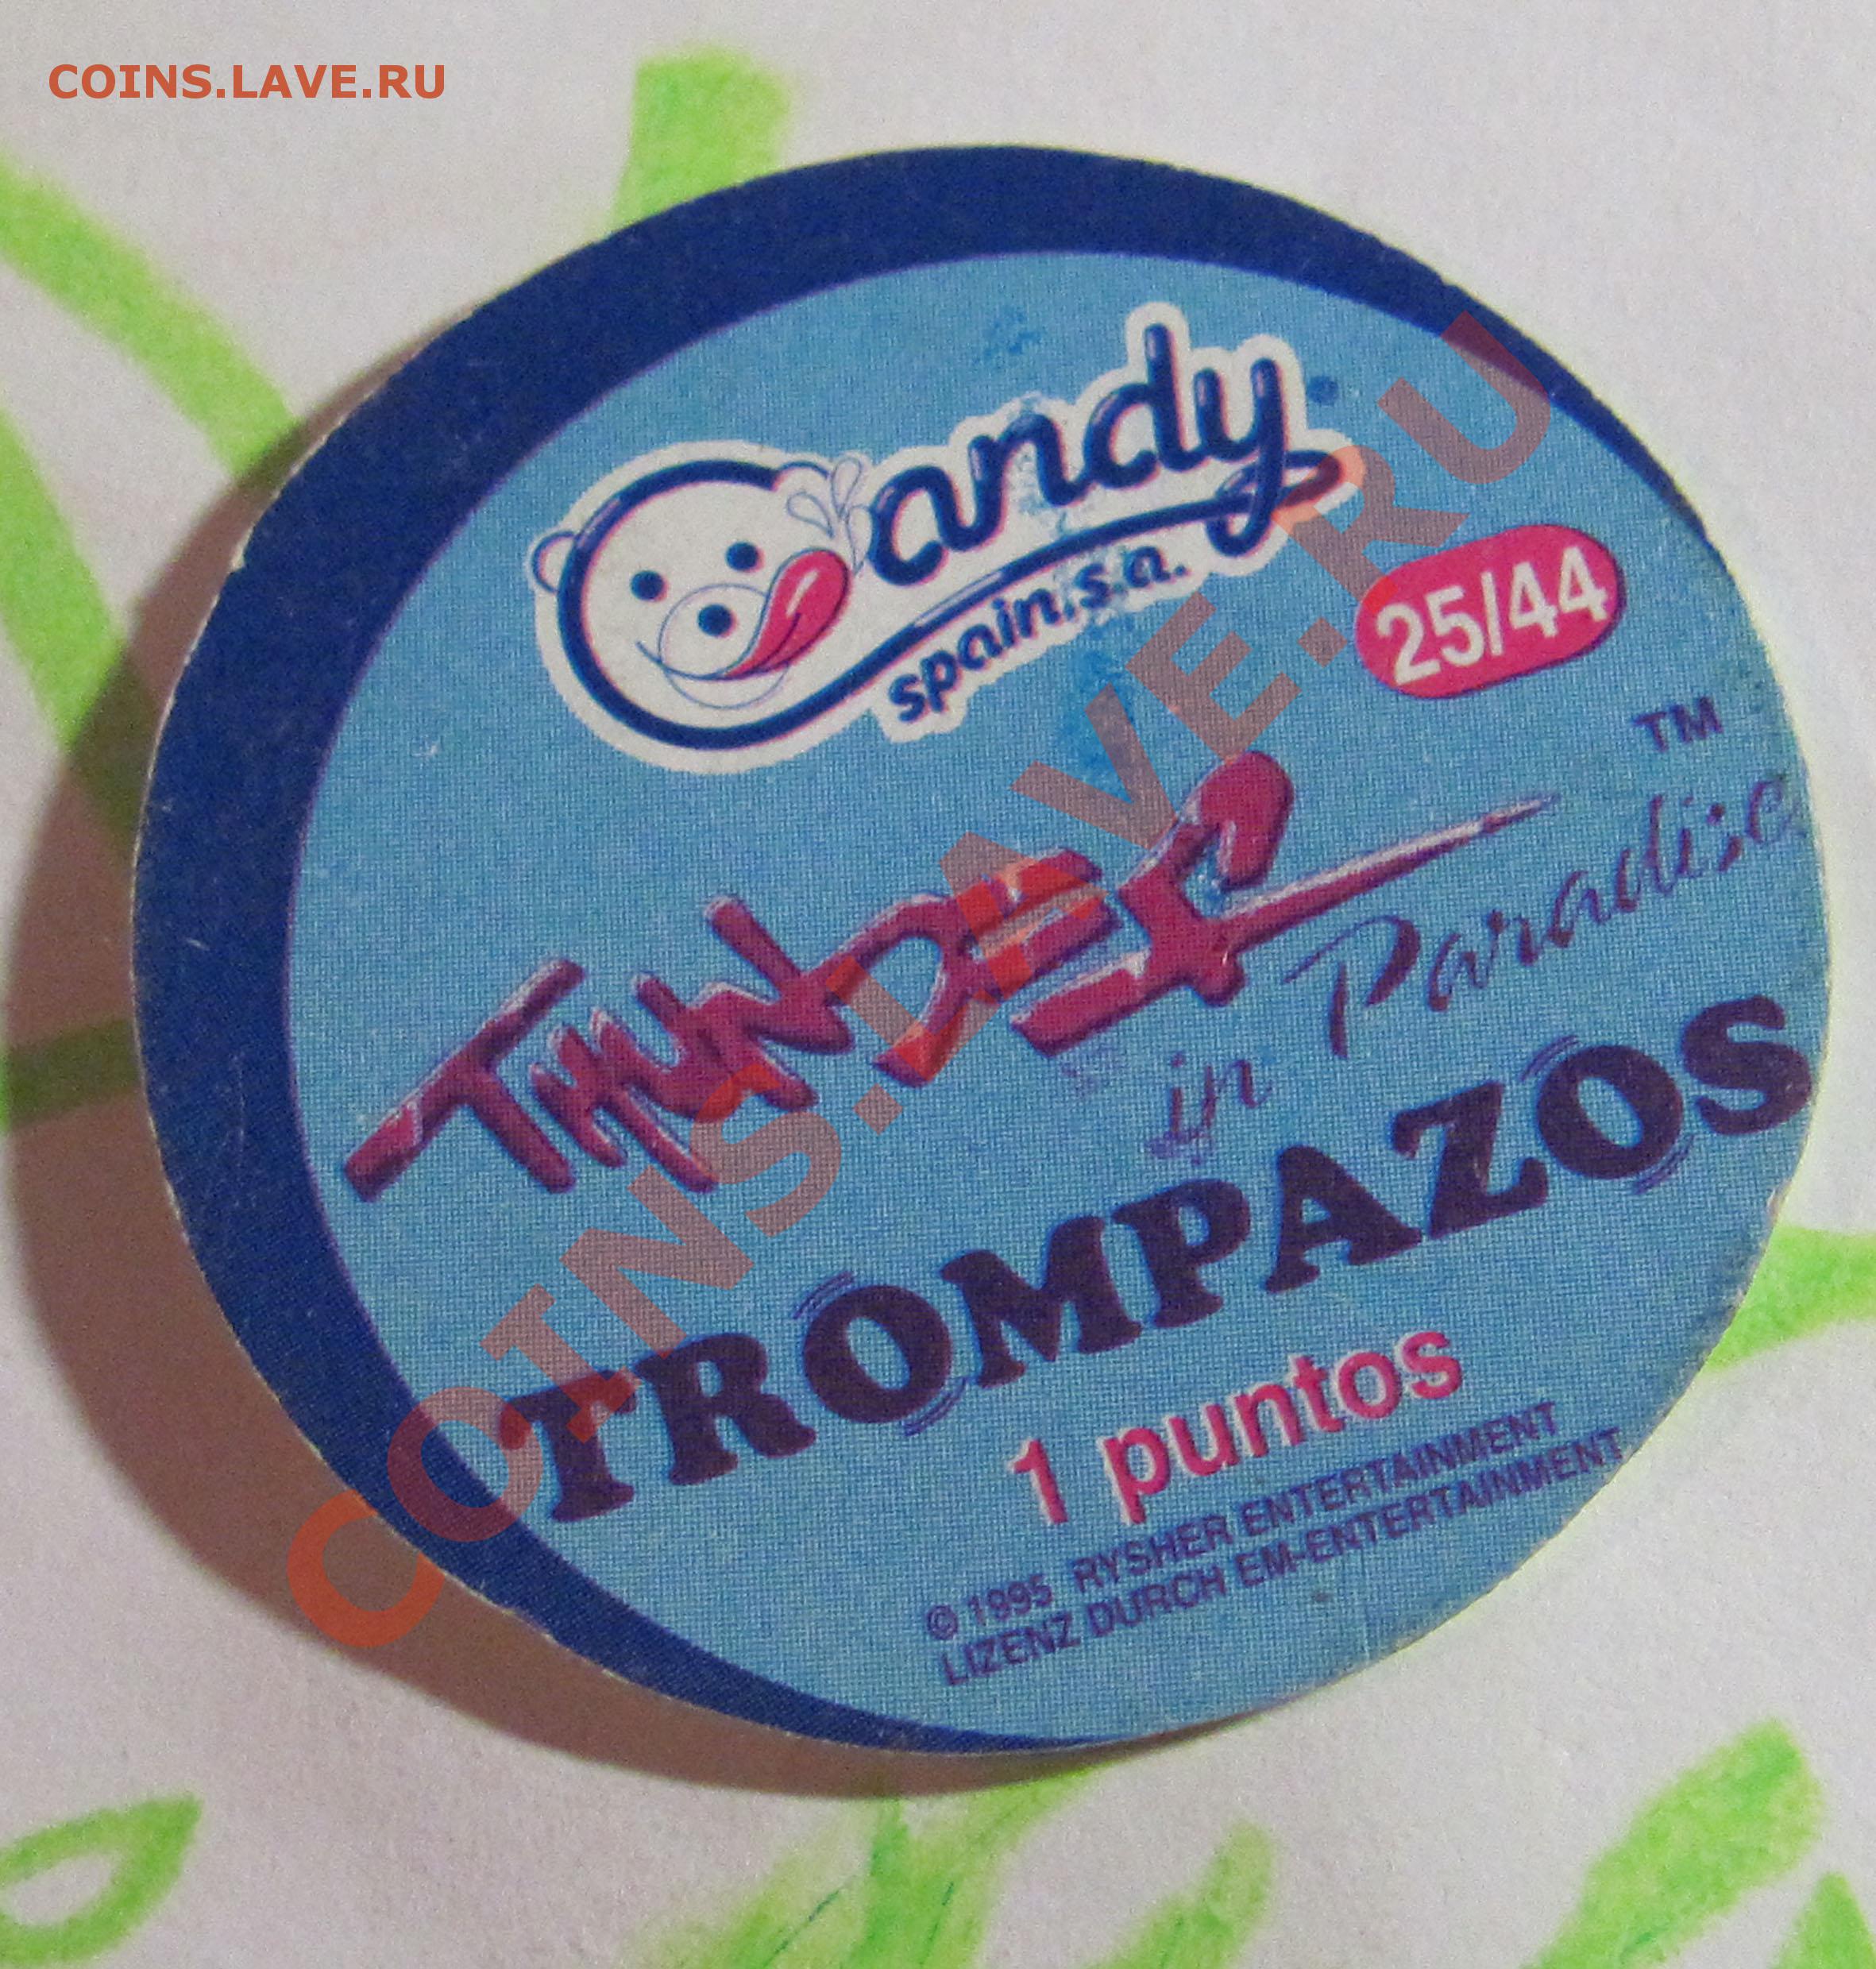 COINS.LAVE.RU
Candy
spain.s.a.
25/44
THUNDER
TM
in Paradise
TROMPAZOS
1 puntos
© 1995 RYSHER ENTERTAINMENT
LIZENZ DURCH EM-ENTERTAINMENT
COINS.LAVE.RU